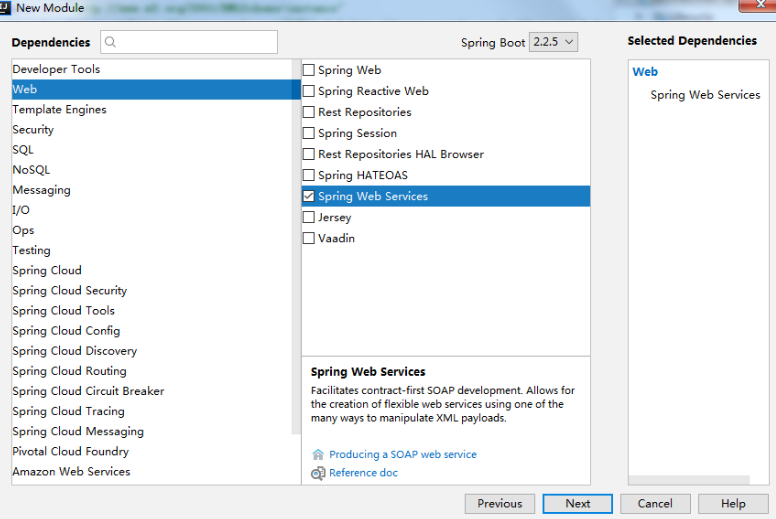 New Module
Dependencies
Spring Boot 2.2.5
Selected Dependencies
Developer Tools
Web
Template Engines
Security
SQL
NoSQL
Messaging
I/O
Ops
Testing
Spring Cloud
Spring Cloud Security
Spring Cloud Tools
Spring Cloud Config
Spring Cloud Discovery
Spring Cloud Routing
Spring Cloud Circuit Breaker
Spring Cloud Tracing
Spring Cloud Messaging
Pivotal Cloud Foundry
Amazon Web Services
Spring Web
Spring Reactive Web
Rest Repositories
Spring Session
Rest Repositories HAL Browser
Spring HATEOAS
Spring Web Services
Jersey
Vaadin
Spring Web Services
Facilitates contract-first SOAP development. Allows for
the creation of flexible web services using one of the
many ways to manipulate XML payloads.
Producing a SOAP web service
Reference doc
Web
Spring Web Services
Previous
Next
Cancel
Help